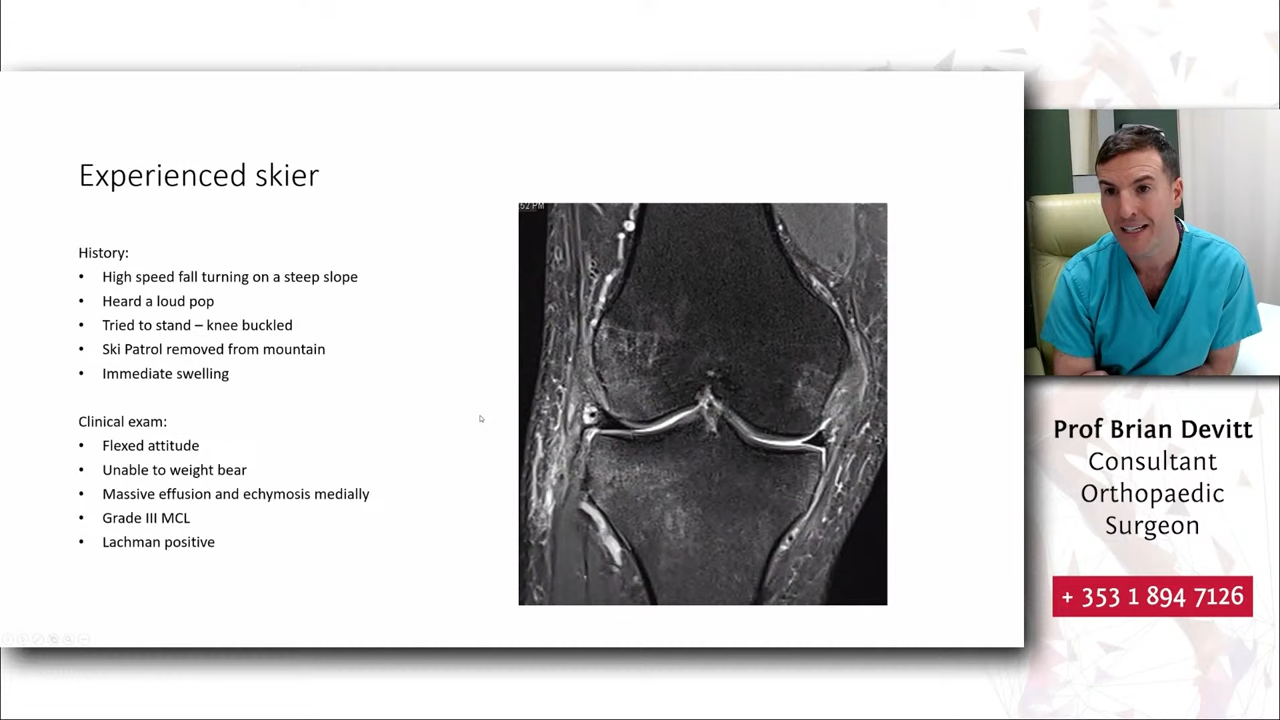 Experienced skier
History:
• High speed fall turning on a steep slope
• Heard a loud pop
• Tried to stand – knee buckled
• Ski Patrol removed from mountain
• Immediate swelling
Clinical exam:
• Flexed attitude
• Unable to weight bear
• Massive effusion and echymosis medially
• Grade III MCL
• Lachman positive
52 PM
Prof Brian Devitt
Consultant
Orthopaedic
Surgeon
+ 353 1 894 7126